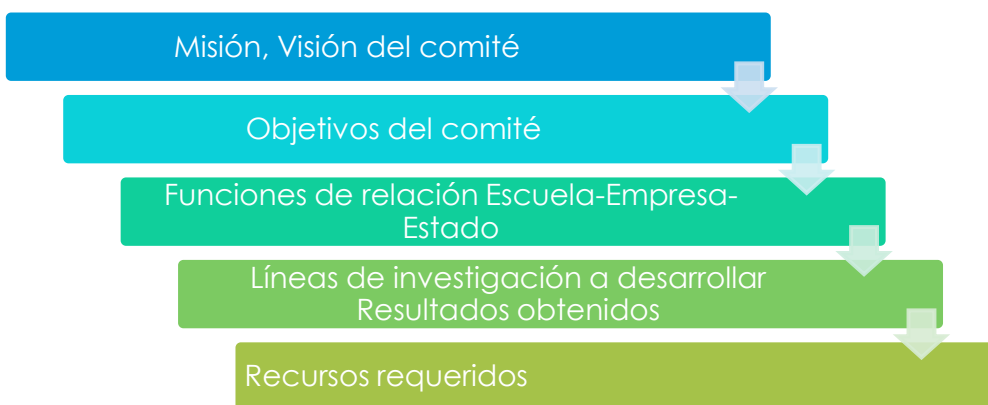 Misión, Visión del comité
Objetivos del comité
Funciones de relación Escuela-Empresa-
Estado
Líneas de investigación a desarrollar
Resultados obtenidos
Recursos requeridos